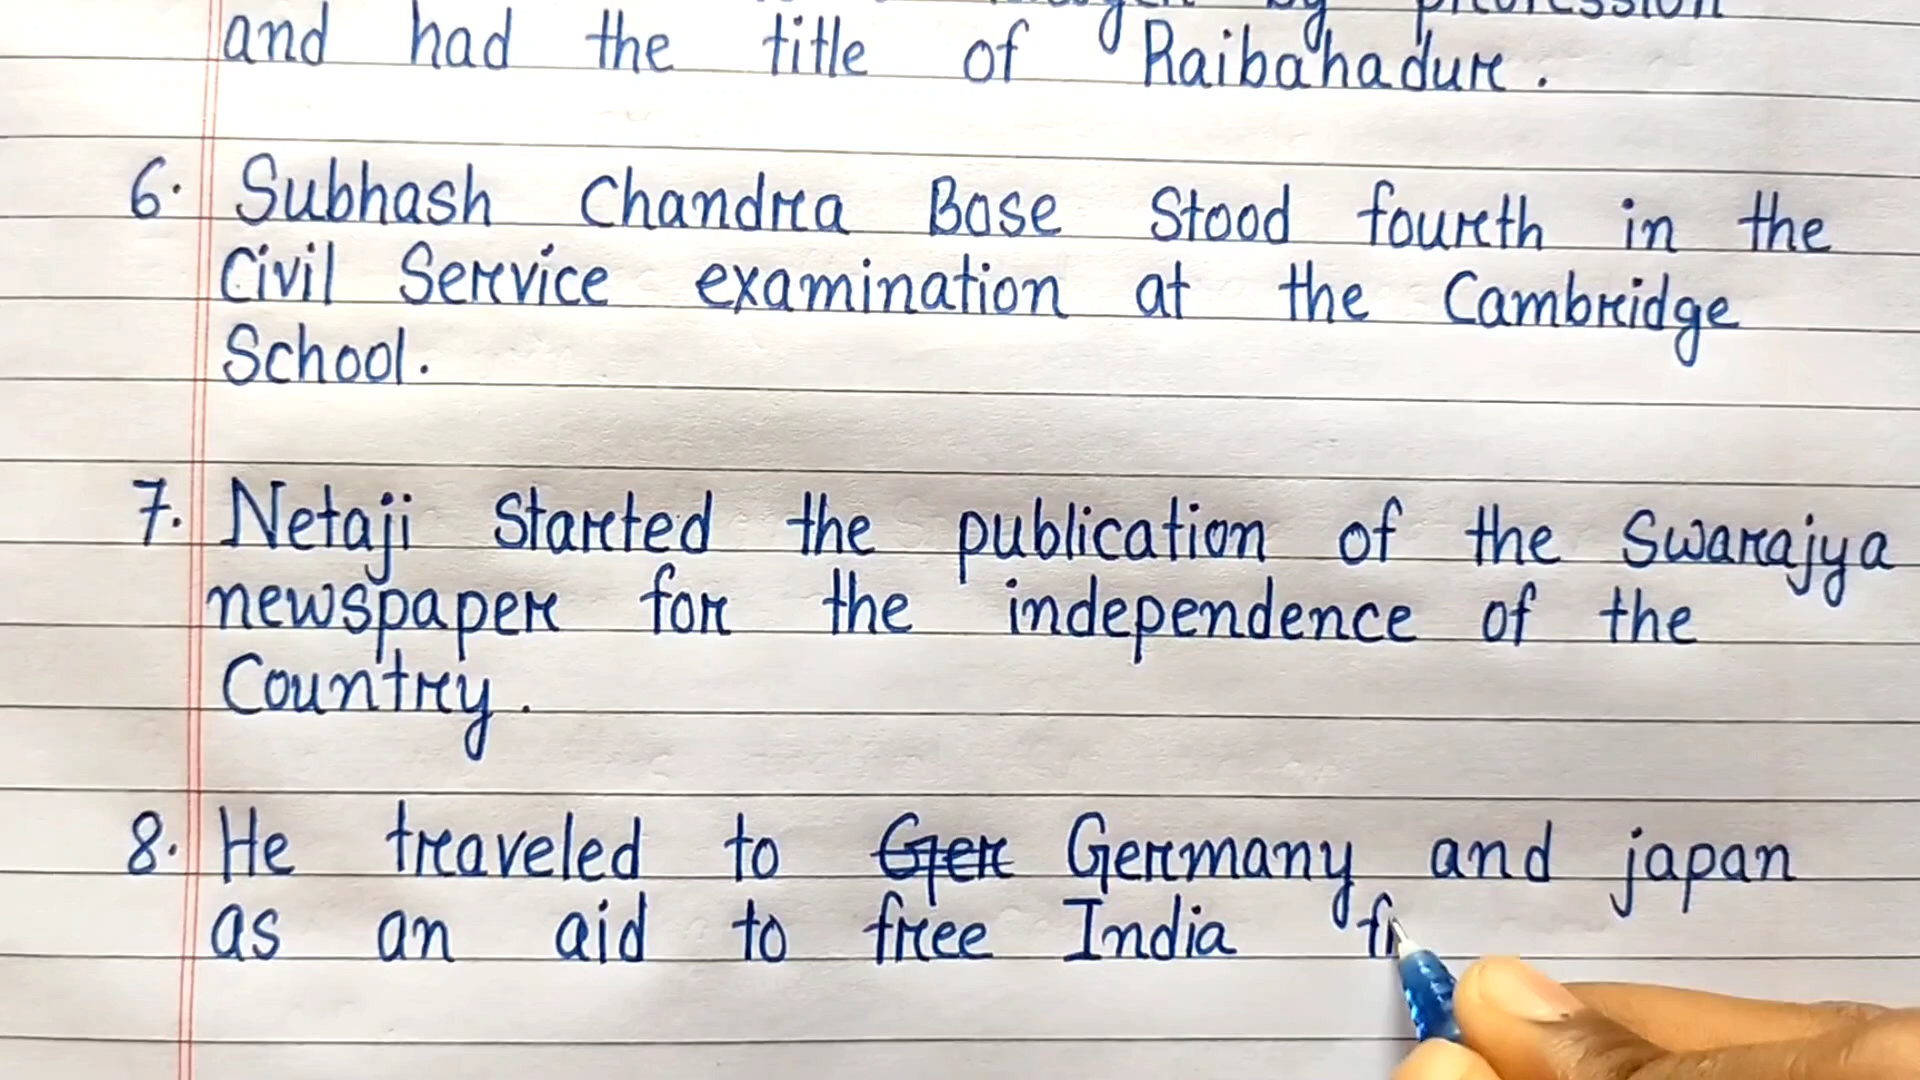 and had the title of Raibahadur.
6. Subhash Chandra Bose Stood fourth in the
Civil Service examination at the Cambridge
School.
7. Netaji Started the publication of the Swarajya
newspaper for the independence of the
Country.
8. He traveled to Ger Germany and japan
as an aid to free India